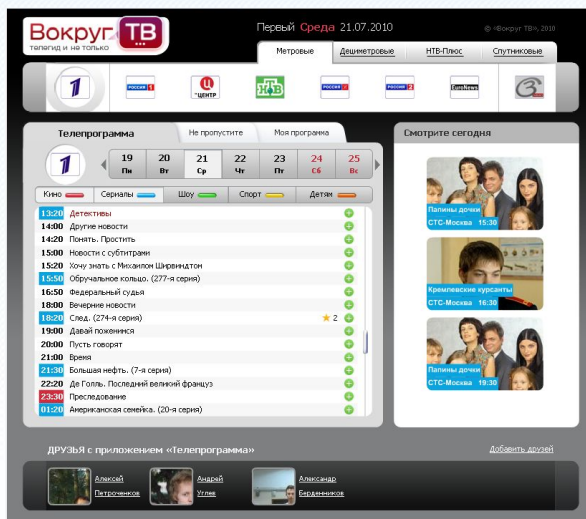 Вокруг ТВ
телегид и не только
Первый Среда 21.07.2010
© «Вокруг ТВ», 2010
Метровые Дециметровые НТВ-Плюс Спутниковые
1 РОССИЯ 1 ТВ ЦЕНТР НТВ РОССИЯ РОССИЯ 2 EuroNews 3
Телепрограмма Не пропустите Моя программа
1 19 20 21 22 23 24 25
Пн Вт Ср Чт Пт Сб Вс
Кино Сериалы Шоу Спорт Детям
13:20 Детективы
14:00 Другие новости
14:20 Понять. Простить
15:00 Новости с субтитрами
15:20 Хочу знать с Михаилом Ширвиндтом
15:50 Обручальное кольцо. (277-я серия)
16:50 Федеральный судья
18:00 Вечерние новости
18:20 След. (274-я серия) 2
19:00 Давай поженимся
20:00 Пусть говорят
21:00 Время
21:30 Большая нефть. (7-я серия)
22:20 Де Голль. Последний великий француз
23:30 Преследование
01:20 Американская семейка. (20-я серия)
Смотрите сегодня
Папины дочки
СТС-Москва 15:30
Кремлевские курсанты
СТС-Москва 16:30
Папины дочки
СТС-Москва 19:30
ДРУЗЬЯ с приложением «Телепрограмма»
Добавить друзей
Алексей
Петроченков
Андрей
Углев
Александр
Берденников